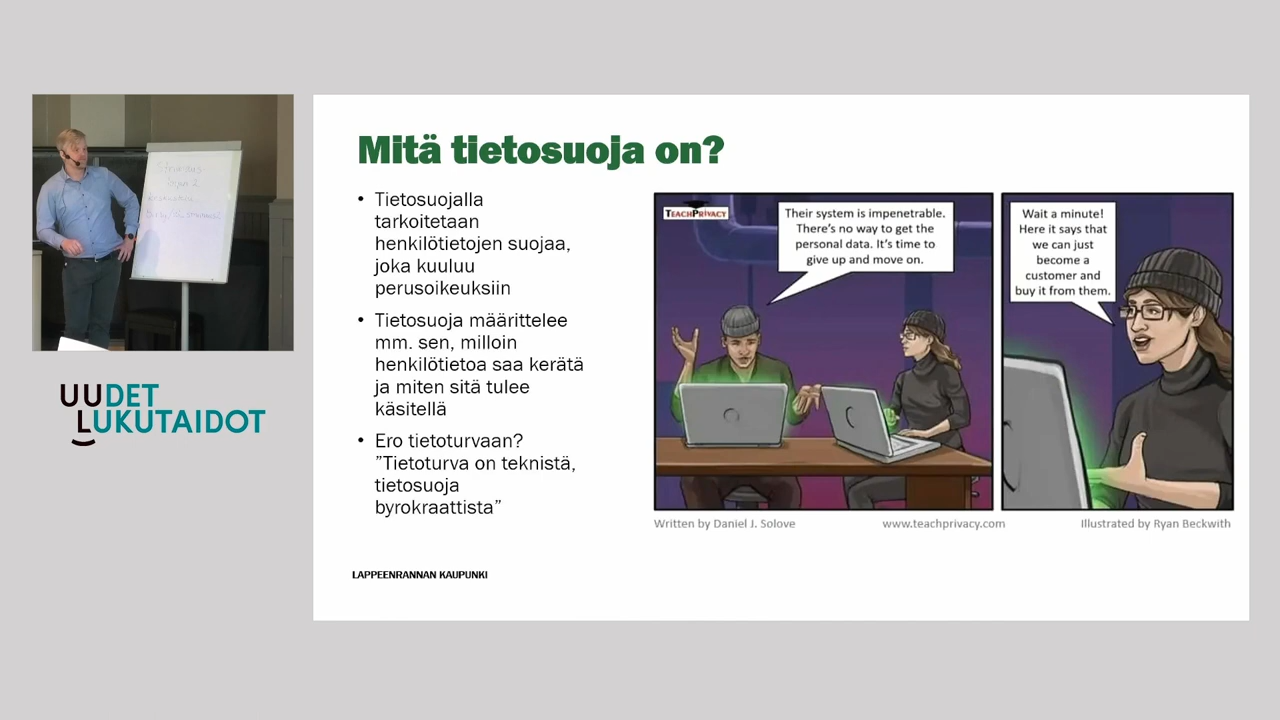 Mitä tietosuoja on?
• Tietosuojalla
tarkoitetaan
henkilötietojen suojaa,
joka kuuluu
perusoikeuksiin
• Tietosuoja määrittelee
mm. sen, milloin
henkilötietoa saa kerätä
ja miten sitä tulee
käsitellä
• Ero tietoturvaan?
”Tietoturva on teknistä,
tietosuoja
byrokraattista”
TEACHPRIVACY
Their system is impenetrable.
There's no way to get the
personal data. It's time to
give up and move on.
Wait a minute!
Here it says that
we can just
become a
customer and
buy it from them.
Written by Daniel J. Solove
www.teachprivacy.com
Illustrated by Ryan Beckwith
LAPPEENRANNAN KAUPUNKI
UUDET
LUKUTAIDOT